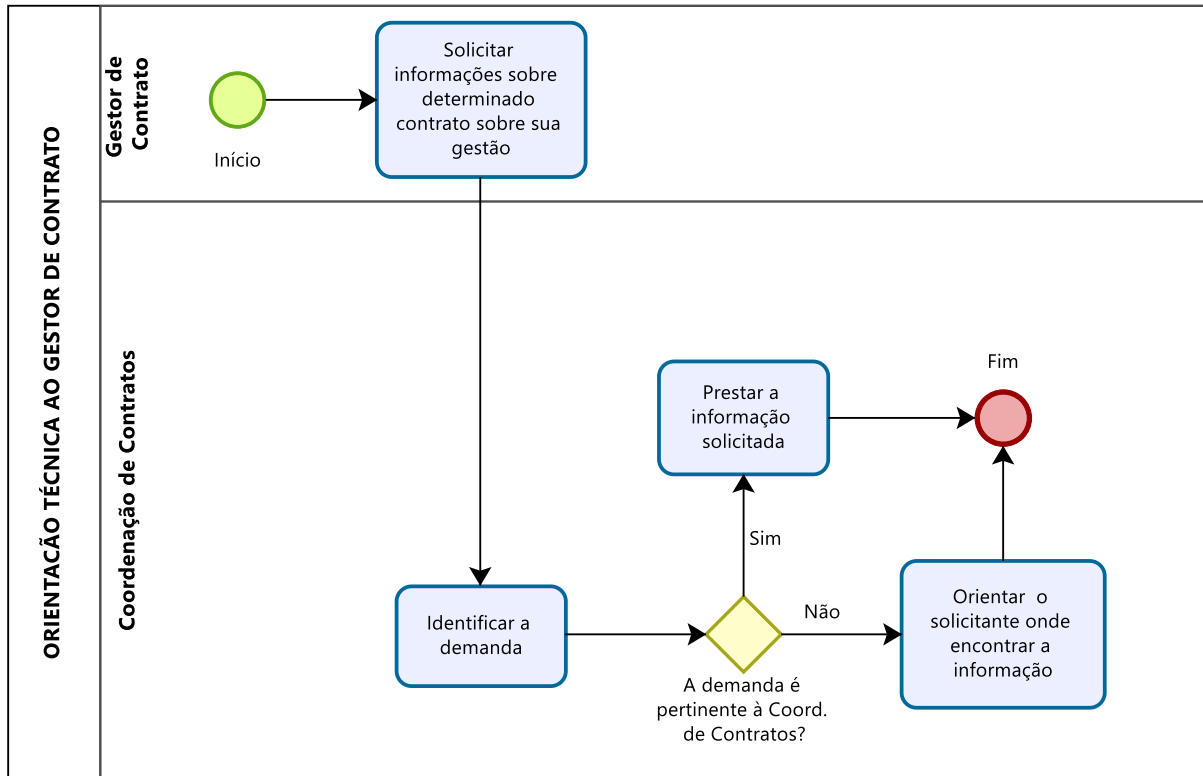 ORIENTAÇÃO TÉCNICA AO GESTOR DE CONTRATO
Gestor de
Contrato
Início
Solicitar
informações sobre
determinado
contrato sobre sua
gestão
Coordenação de Contratos
Identificar a
demanda
A demanda é
pertinente à Coord.
de Contratos?
Sim
Prestar a
informação
solicitada
Não
Orientar o
solicitante onde
encontrar a
informação
Fim